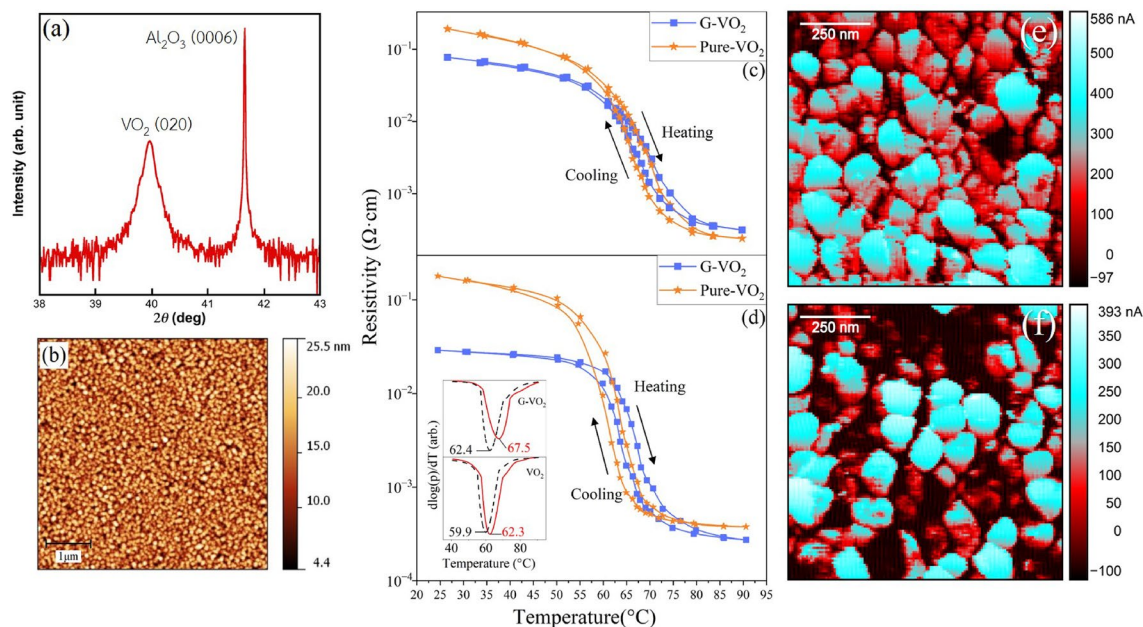 (a)
Al₂O₃ (0006)
VO₂ (020)
Intensity (arb. unit)
38 39 40 41 42 43
2θ (deg)
(b)
1μm
25.5 nm
20.0
15.0
10.0
4.4
G-VO₂
Pure-VO₂
(c)
10⁻¹
10⁻²
10⁻³
Heating
Cooling
Resistivity (Ω·cm)
G-VO₂
Pure-VO₂
(d)
10⁻¹
10⁻²
10⁻³
10⁻⁴
Heating
Cooling
G-VO₂
62.4 67.5
VO₂
59.9 62.3
dlog(p)/dT (arb.)
40 60 80
Temperature (°C)
20 25 30 35 40 45 50 55 60 65 70 75 80 85 90 95
Temperature(°C)
250 nm
(e)
586 nA
500
400
300
200
100
0
−97
250 nm
(f)
393 nA
350
300
250
200
150
100
50
0
−100